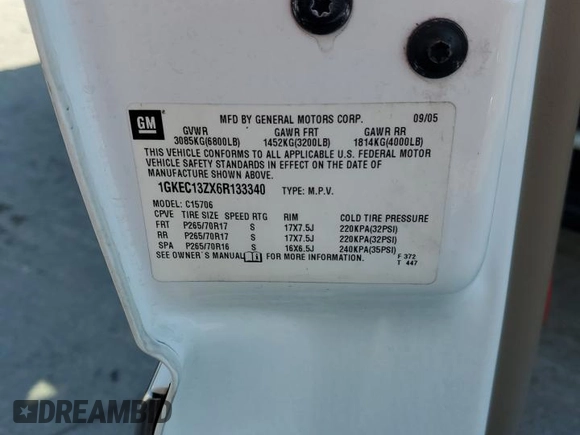 GM
MFD BY GENERAL MOTORS CORP. 09/05
GVWR GAWR FRT GAWR RR
3085KG(6800LB) 1452KG(3200LB) 1814KG(4000LB)
THIS VEHICLE CONFORMS TO ALL APPLICABLE U.S. FEDERAL MOTOR
VEHICLE SAFETY STANDARDS IN EFFECT ON THE DATE OF
MANUFACTURE SHOWN ABOVE.
1GKEC13ZX6R133340 TYPE: M.P.V.
MODEL: C15706
CPVE TIRE SIZE SPEED RTG RIM COLD TIRE PRESSURE
FRT P265/70R17 S 17X7.5J 220KPA(32PSI)
RR P265/70R17 S 17X7.5J 220KPA(32PSI)
SPA P265/70R16 S 16X6.5J 240KPA(35PSI)
SEE OWNER'S MANUAL FOR MORE INFORMATION. F 372
T 447
DREAMBID